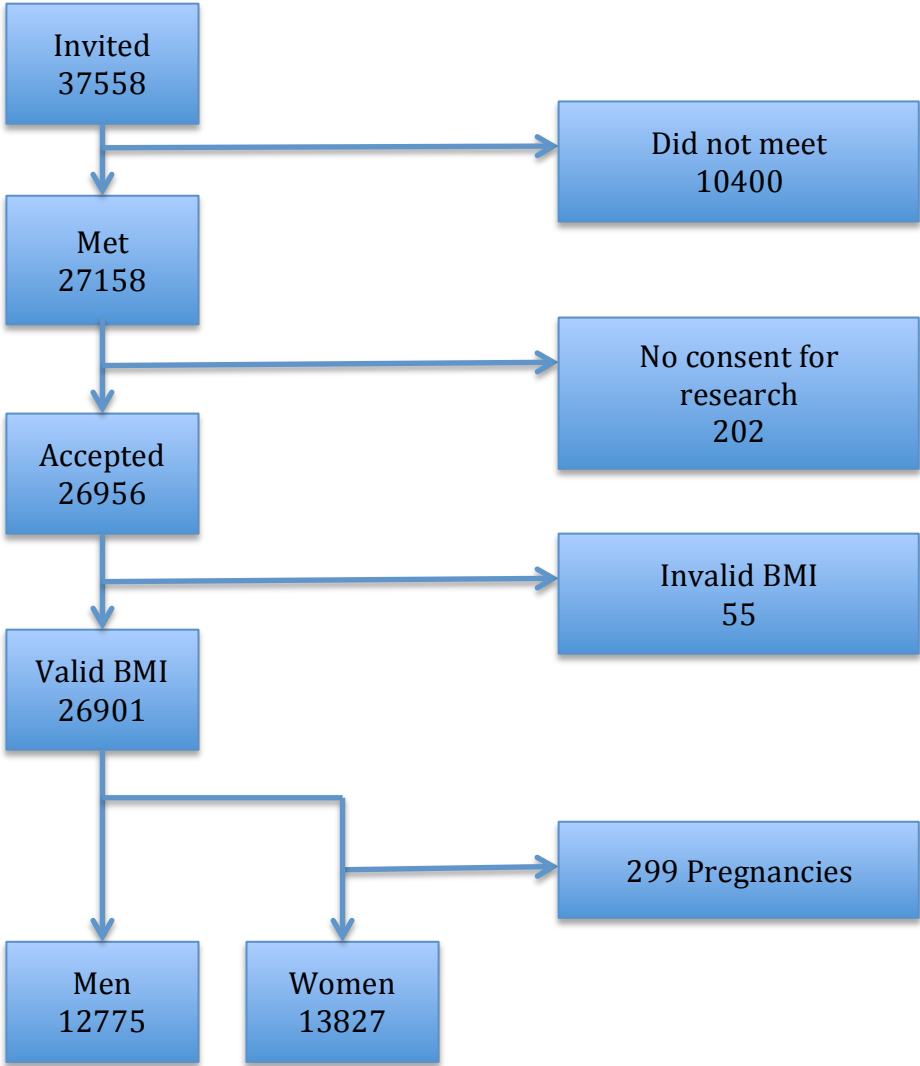 Invited
37558
Did not meet
10400
Met
27158
No consent for
research
202
Accepted
26956
Invalid BMI
55
Valid BMI
26901
299 Pregnancies
Men
12775
Women
13827